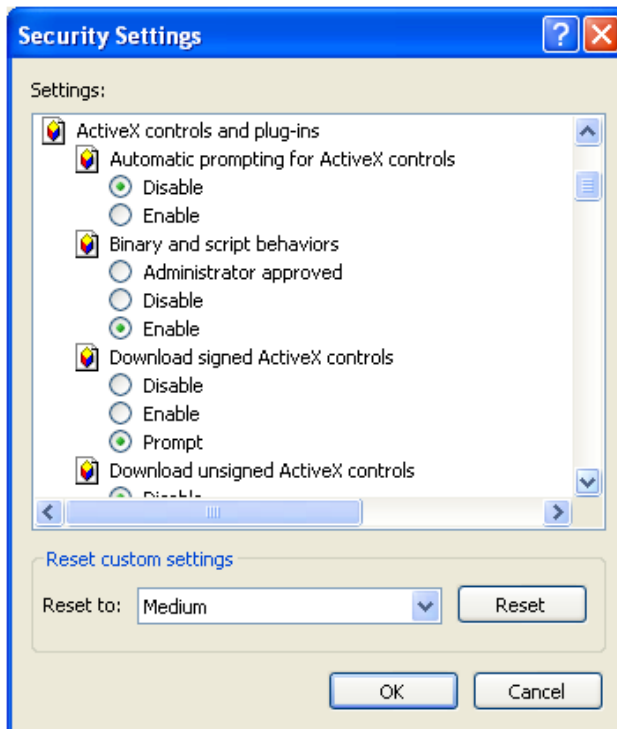 Security Settings
Settings:
ActiveX controls and plug-ins
Automatic prompting for ActiveX controls
Disable
Enable
Binary and script behaviors
Administrator approved
Disable
Enable
Download signed ActiveX controls
Disable
Enable
Prompt
Download unsigned ActiveX controls
Disable
Reset custom settings
Reset to: Medium Reset
OK Cancel